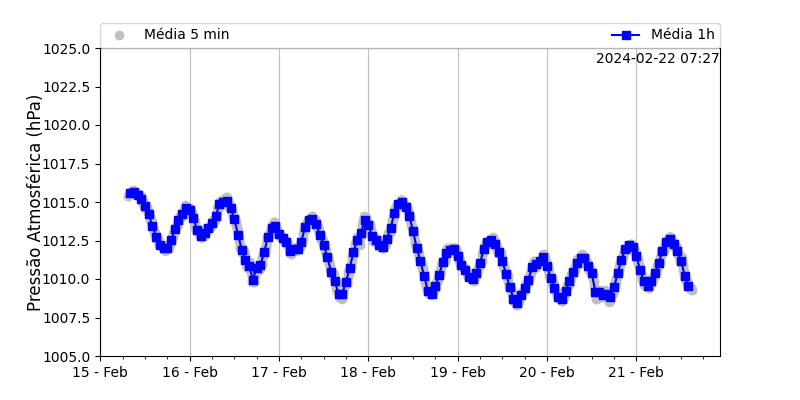 Média 5 min
Média 1h
2024-02-22 07:27
Pressão Atmosférica (hPa)
1025.0
1022.5
1020.0
1017.5
1015.0
1012.5
1010.0
1007.5
1005.0
15 - Feb
16 - Feb
17 - Feb
18 - Feb
19 - Feb
20 - Feb
21 - Feb